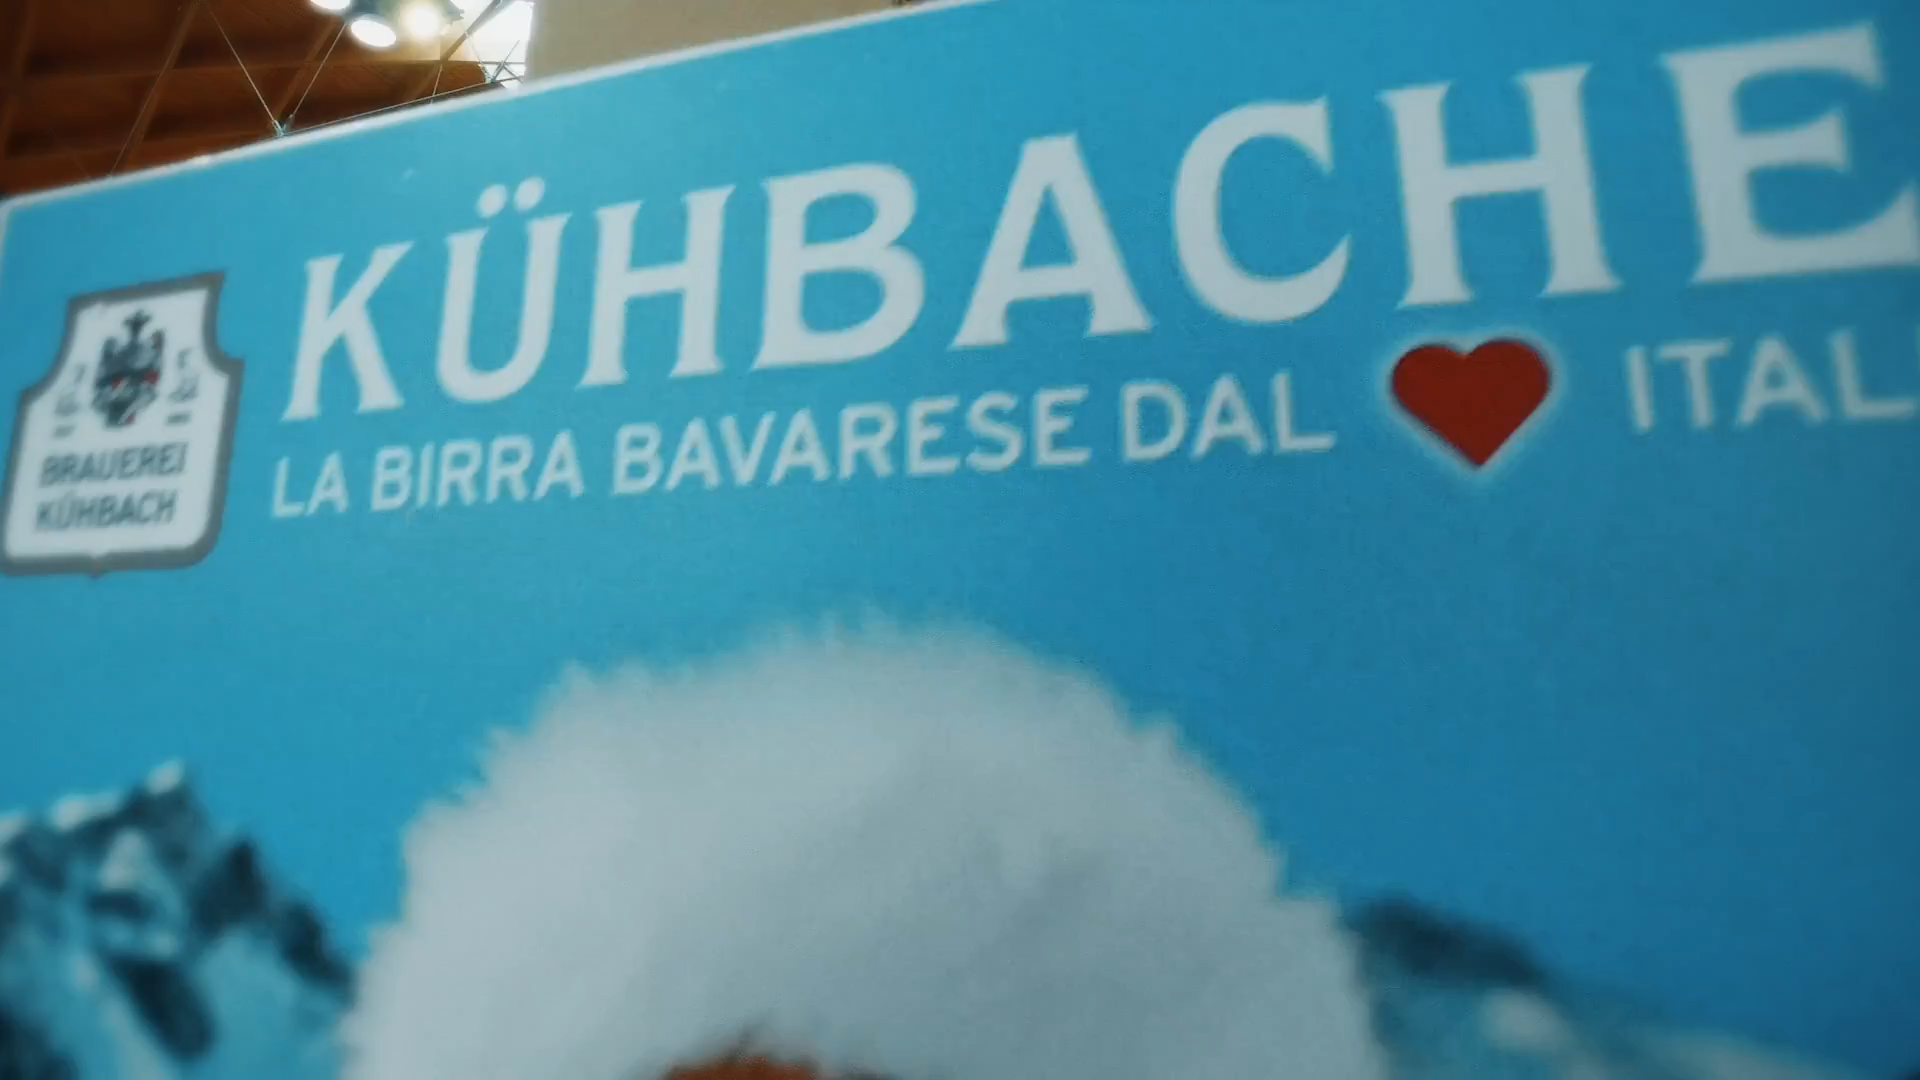 KÜHBACHE
LA BIRRA BAVARESE DAL ❤ ITAL
BRAUEREI
KÜHBACH